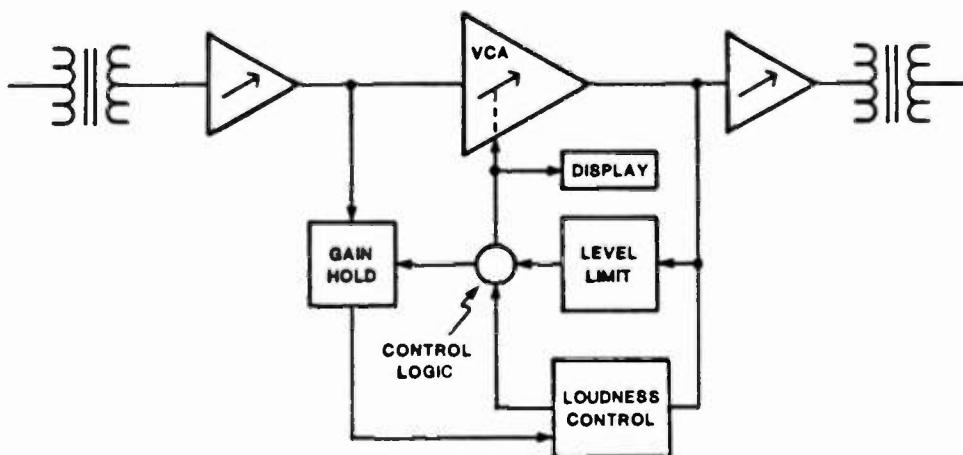 VCA
DISPLAY
GAIN
HOLD
LEVEL
LIMIT
CONTROL
LOGIC
LOUDNESS
CONTROL